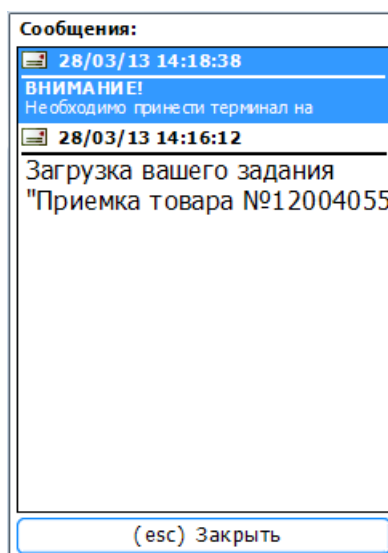 Сообщения:
28/03/13 14:18:38
ВНИМАНИЕ!
Необходимо принести терминал на
28/03/13 14:16:12
Загрузка вашего задания
"Приемка товара №12004055
(esc) Закрыть